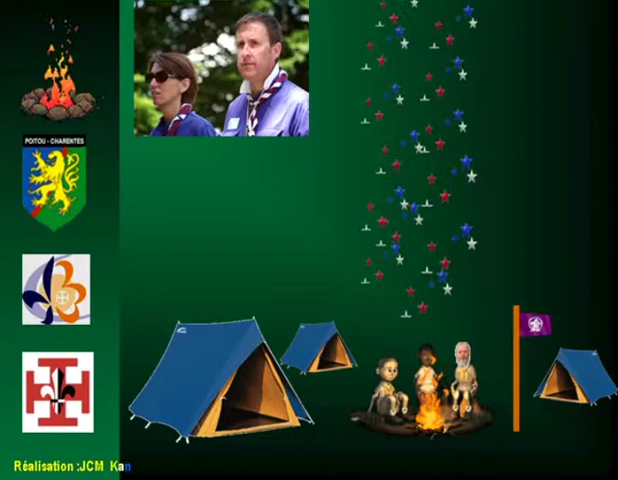 POITOU - CHARENTES
Réalisation :JCM Kan